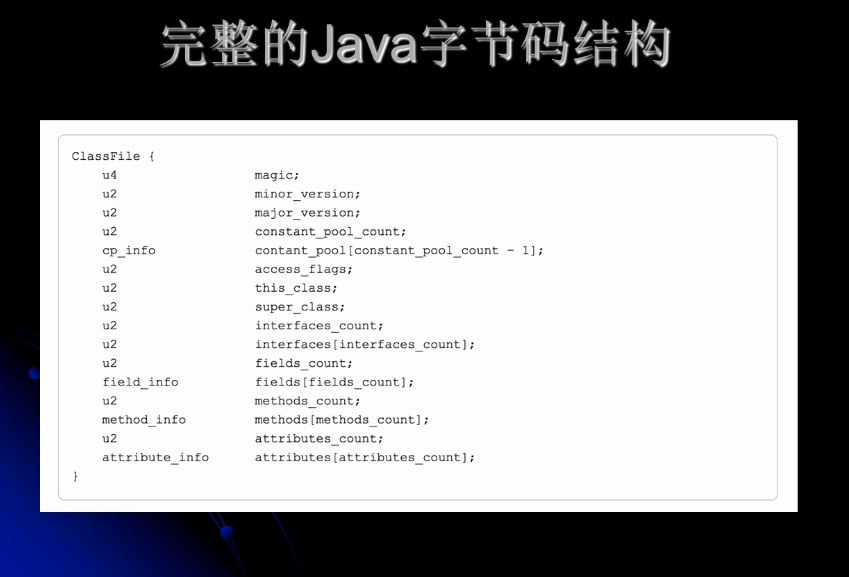 完整的Java字节码结构
ClassFile {
u4 magic;
u2 minor_version;
u2 major_version;
u2 constant_pool_count;
cp_info contant_pool[constant_pool_count - 1];
u2 access_flags;
u2 this_class;
u2 super_class;
u2 interfaces_count;
u2 interfaces[interfaces_count];
u2 fields_count;
field_info fields[fields_count];
u2 methods_count;
method_info methods[methods_count];
u2 attributes_count;
attribute_info attributes[attributes_count];
}